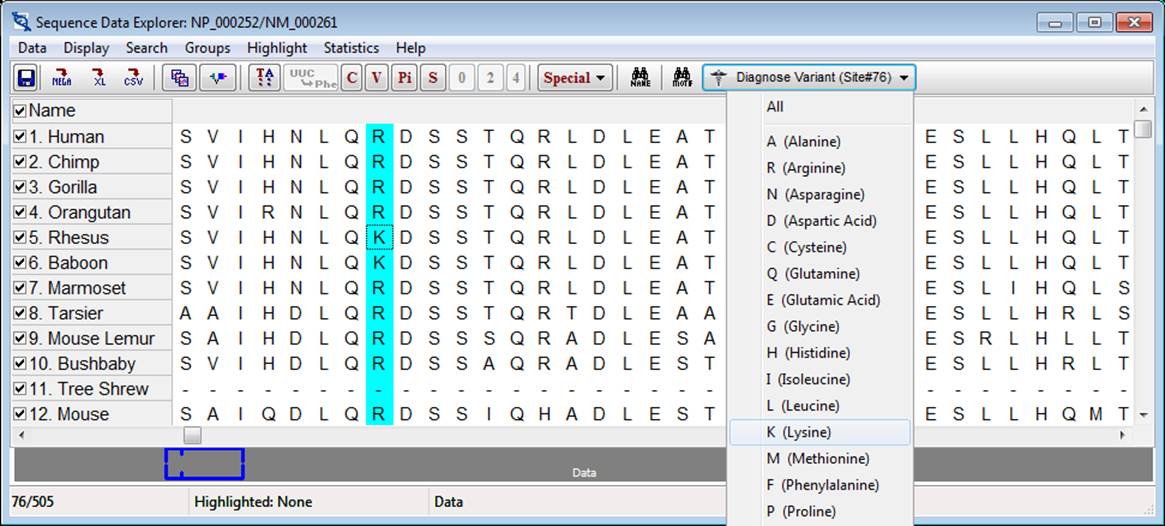 Sequence Data Explorer: NP_000252/NM_000261
Data Display Search Groups Highlight Statistics Help
MEGA XL CSV TA UUC Phe C V Pi S 0 2 4 Special NAME MOTIF Diagnose Variant (Site#76)
Name
All
1. Human S V I H N L Q R D S S T Q R L D L E A T E S L L H Q L T
A (Alanine)
2. Chimp S V I H N L Q R D S S T Q R L D L E A T E S L L H Q L T
R (Arginine)
3. Gorilla S V I H N L Q R D S S T Q R L D L E A T E S L L H Q L T
N (Asparagine)
4. Orangutan S V I R N L Q R D S S T Q R L D L E A T E S L L H Q L T
D (Aspartic Acid)
5. Rhesus S V I H N L Q K D S S T Q R L D L E A T E S L L H Q L T
C (Cysteine)
6. Baboon S V I H N L Q K D S S T Q R L D L E A T E S L L H Q L T
Q (Glutamine)
7. Marmoset S V I H N L Q R D S S T Q R L D L E A T E S L I H Q L S
E (Glutamic Acid)
8. Tarsier A A I H D L Q R D S S T Q R T D L E A A E S L L H R L S
G (Glycine)
9. Mouse Lemur S A I H D L Q R D S S S Q R A D L E S A E S R L H L L T
H (Histidine)
10. Bushbaby S V I H D L Q R D S S A Q R A D L E S T E S L L H R L T
I (Isoleucine)
11. Tree Shrew - - - - - - - - - - - - - - - - - - - - - - - - - - - -
L (Leucine)
12. Mouse S A I Q D L Q R D S S I Q H A D L E S T E S L L H Q M T
K (Lysine)
M (Methionine)
Data
F (Phenylalanine)
76/505 Highlighted: None Data
P (Proline)